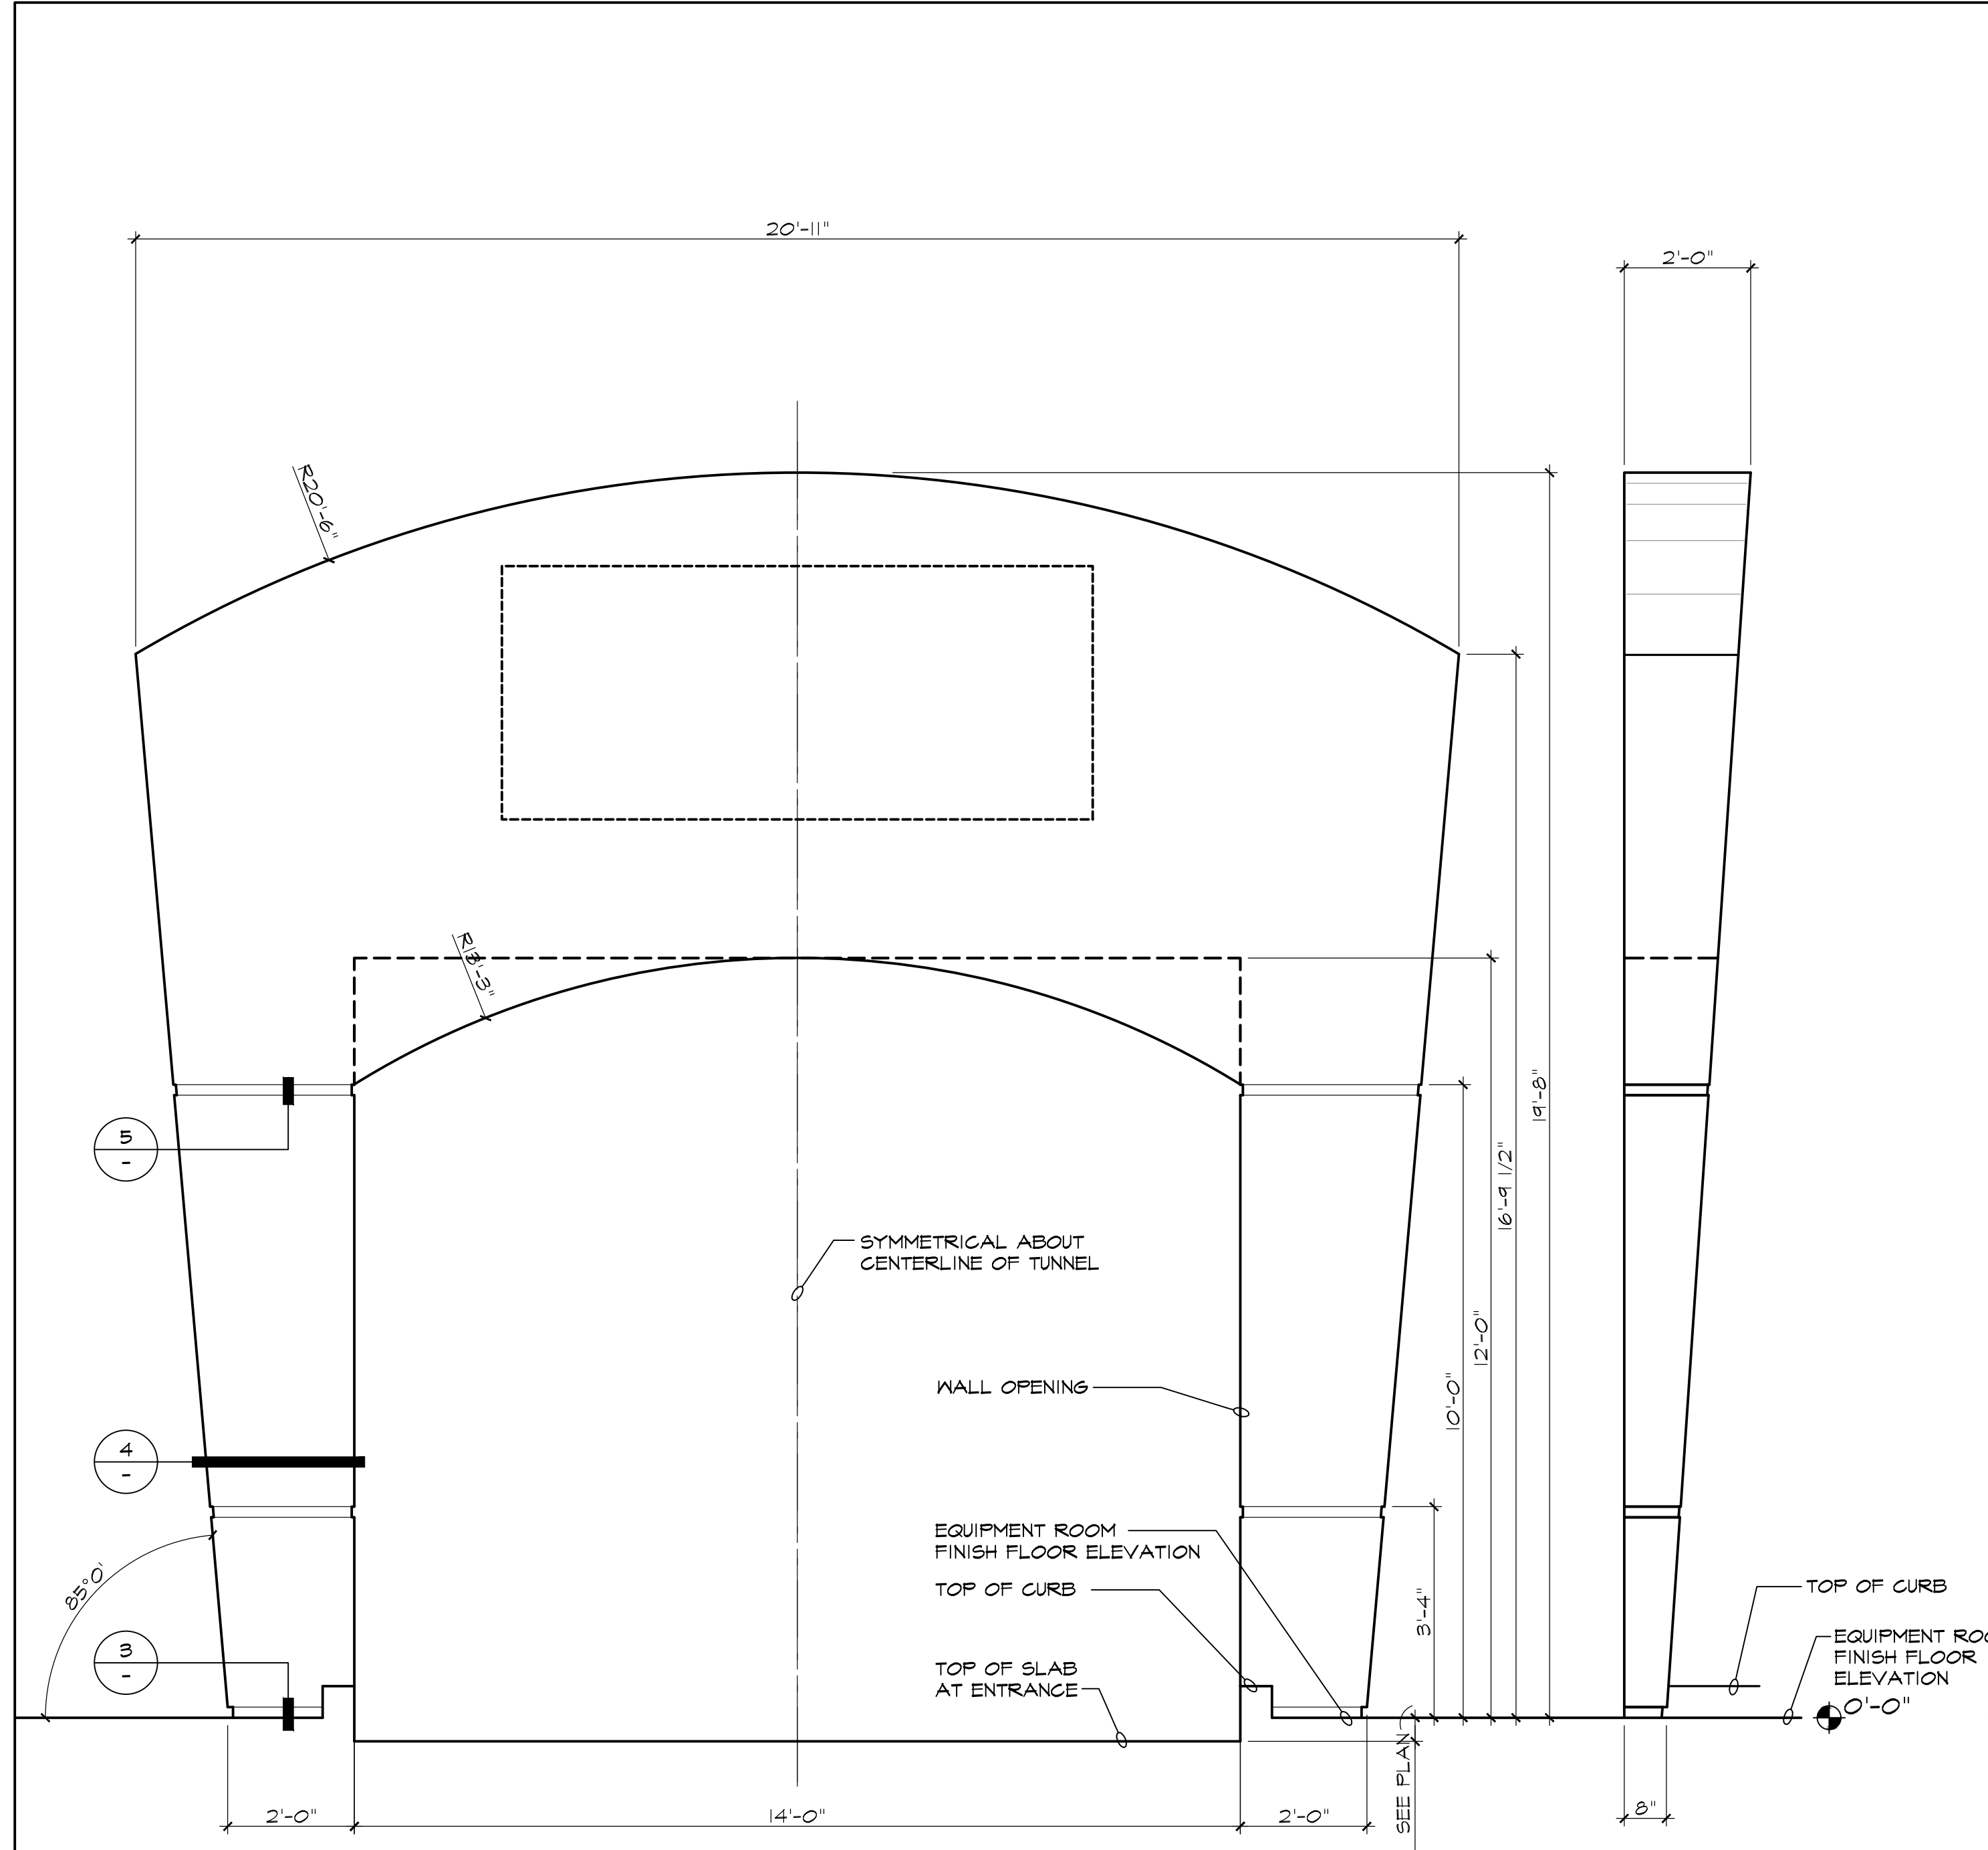 20'-11"
2'-0"
R20'-6"
R13'-3"
19'-8"
16'-9 1/2"
12'-0"
10'-0"
3'-4"
5
-
SYMMETRICAL ABOUT
CENTERLINE OF TUNNEL
WALL OPENING
4
-
EQUIPMENT ROOM
FINISH FLOOR ELEVATION
TOP OF CURB
85°0'
3
-
TOP OF SLAB
AT ENTRANCE
TOP OF CURB
EQUIPMENT ROO
FINISH FLOOR
ELEVATION
0'-0"
SEE PLAN
2'-0"
14'-0"
2'-0"
8"